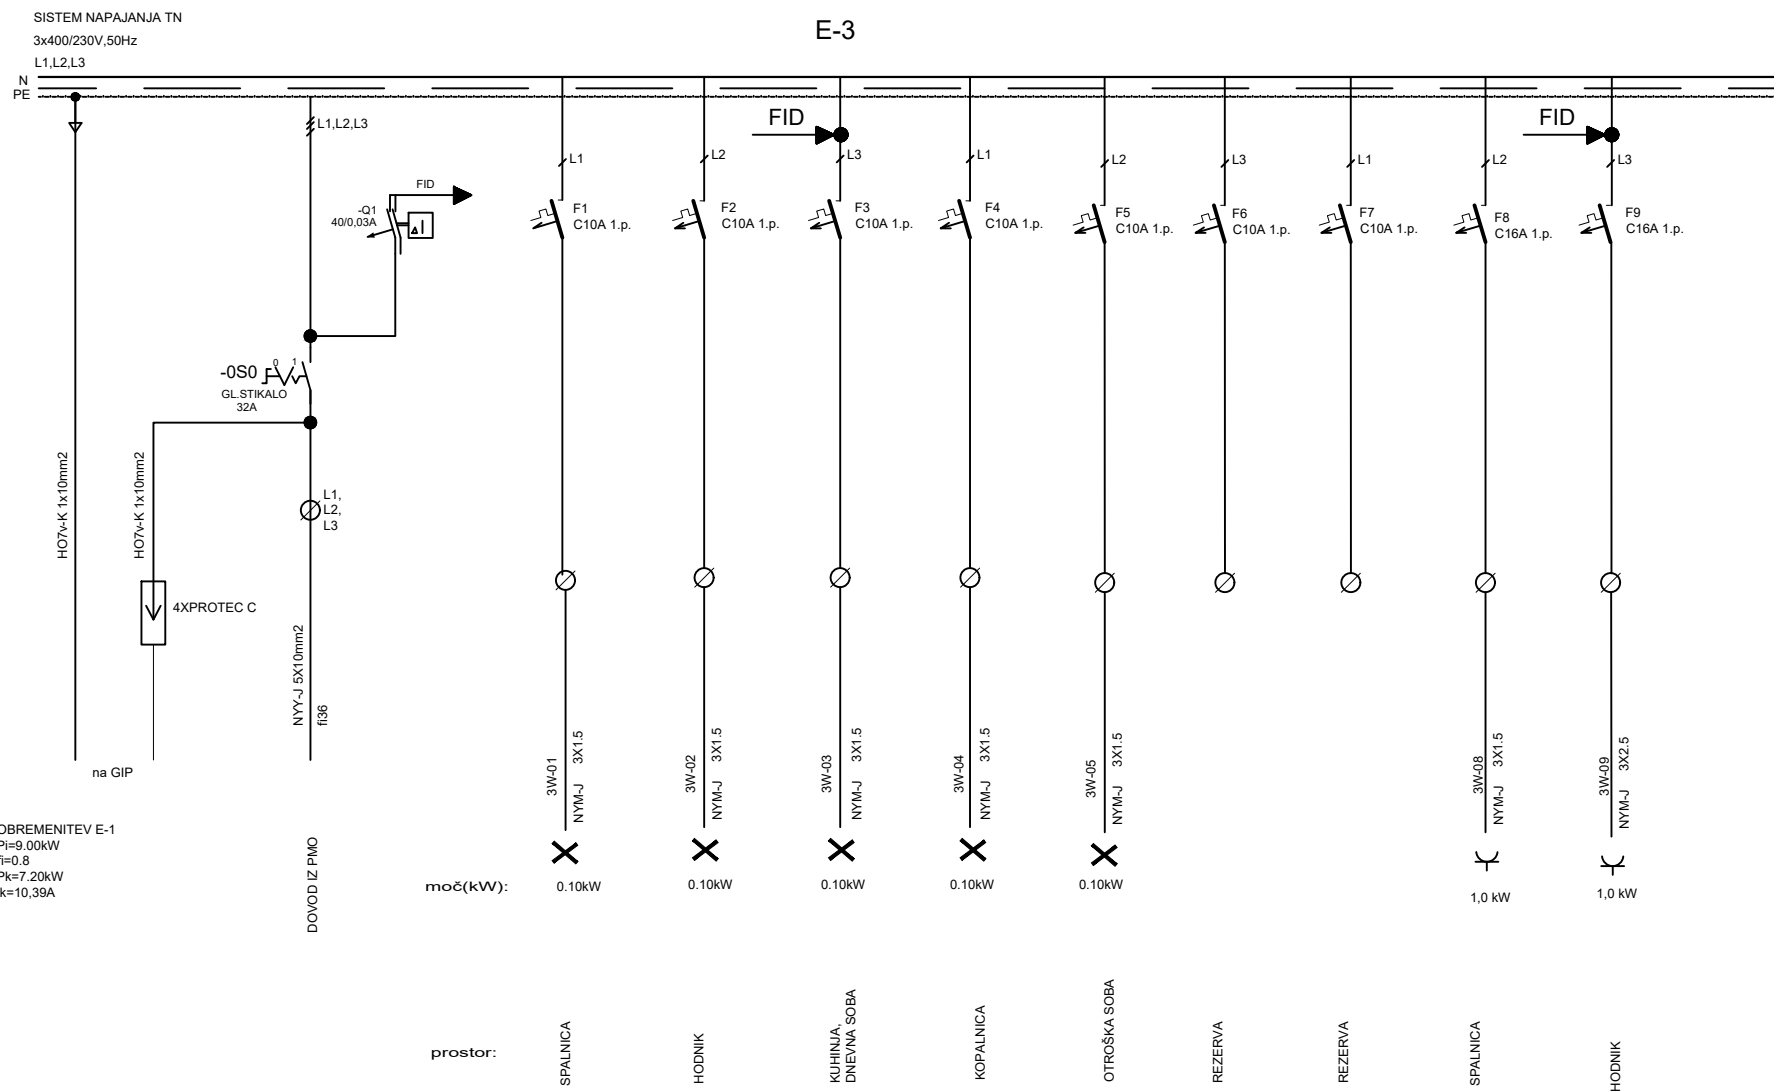 SISTEM NAPAJANJA TN
3x400/230V,50Hz
L1,L2,L3
N
PE
E-3
L1,L2,L3
FID
-Q1
40/0,03A
ΔI
-0S0
0 1
GL.STIKALO
32A
L1,
L2,
L3
HO7v-K 1x10mm2
HO7v-K 1x10mm2
4XPROTEC C
NYY-J 5X10mm2
fi36
na GIP
DOVOD IZ PMO
OBREMENITEV E-1
Pi=9.00kW
fi=0.8
Pk=7.20kW
Ik=10,39A
L1
F1
C10A 1.p.
3W-01
NYM-J 3X1.5
L2
F2
C10A 1.p.
3W-02
NYM-J 3X1.5
FID
L3
F3
C10A 1.p.
3W-03
NYM-J 3X1.5
L1
F4
C10A 1.p.
3W-04
NYM-J 3X1.5
L2
F5
C10A 1.p.
3W-05
NYM-J 3X1.5
L3
F6
C10A 1.p.
L1
F7
C10A 1.p.
L2
F8
C16A 1.p.
3W-08
NYM-J 3X1.5
FID
L3
F9
C16A 1.p.
3W-09
NYM-J 3X2.5
moč(kW): 0.10kW 0.10kW 0.10kW 0.10kW 0.10kW 1,0 kW 1,0 kW
prostor:
SPALNICA
HODNIK
KUHINJA,
DNEVNA SOBA
KOPALNICA
OTROŠKA SOBA
REZERVA
REZERVA
SPALNICA
HODNIK